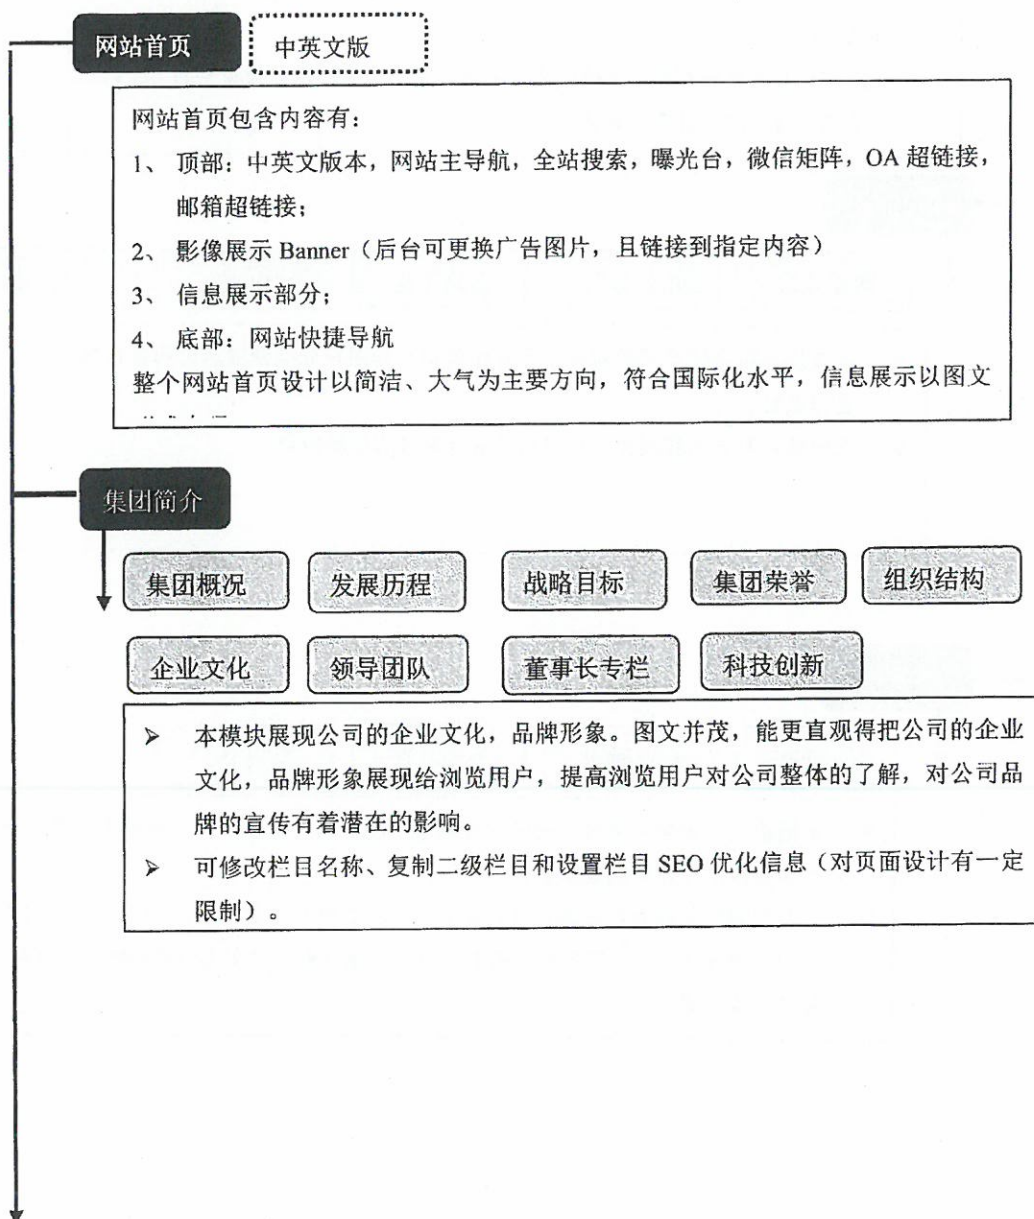 网站首页 中英文版
网站首页包含内容有：
1、 顶部：中英文版本，网站主导航，全站搜索，曝光台，微信矩阵，OA 超链接，
邮箱超链接；
2、 影像展示 Banner（后台可更换广告图片，且链接到指定内容）
3、 信息展示部分；
4、 底部：网站快捷导航
整个网站首页设计以简洁、大气为主要方向，符合国际化水平，信息展示以图文
集团简介
集团概况 发展历程 战略目标 集团荣誉 组织结构
企业文化 领导团队 董事长专栏 科技创新
➢ 本模块展现公司的企业文化，品牌形象。图文并茂，能更直观得把公司的企业
文化，品牌形象展现给浏览用户，提高浏览用户对公司整体的了解，对公司品
牌的宣传有着潜在的影响。
➢ 可修改栏目名称、复制二级栏目和设置栏目 SEO 优化信息（对页面设计有一定
限制）。